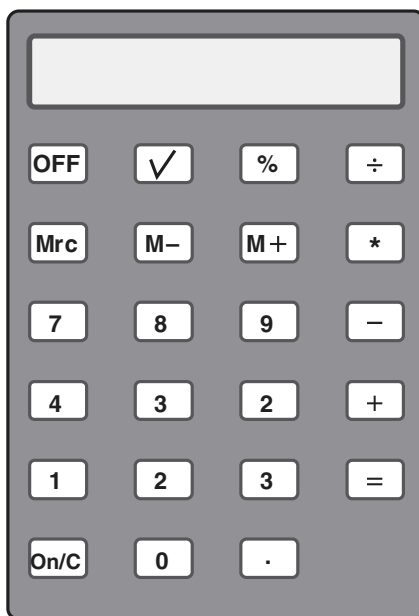 OFF √ % ÷
Mrc M– M+ *
7 8 9 –
4 3 2 +
1 2 3 =
On/C 0 .